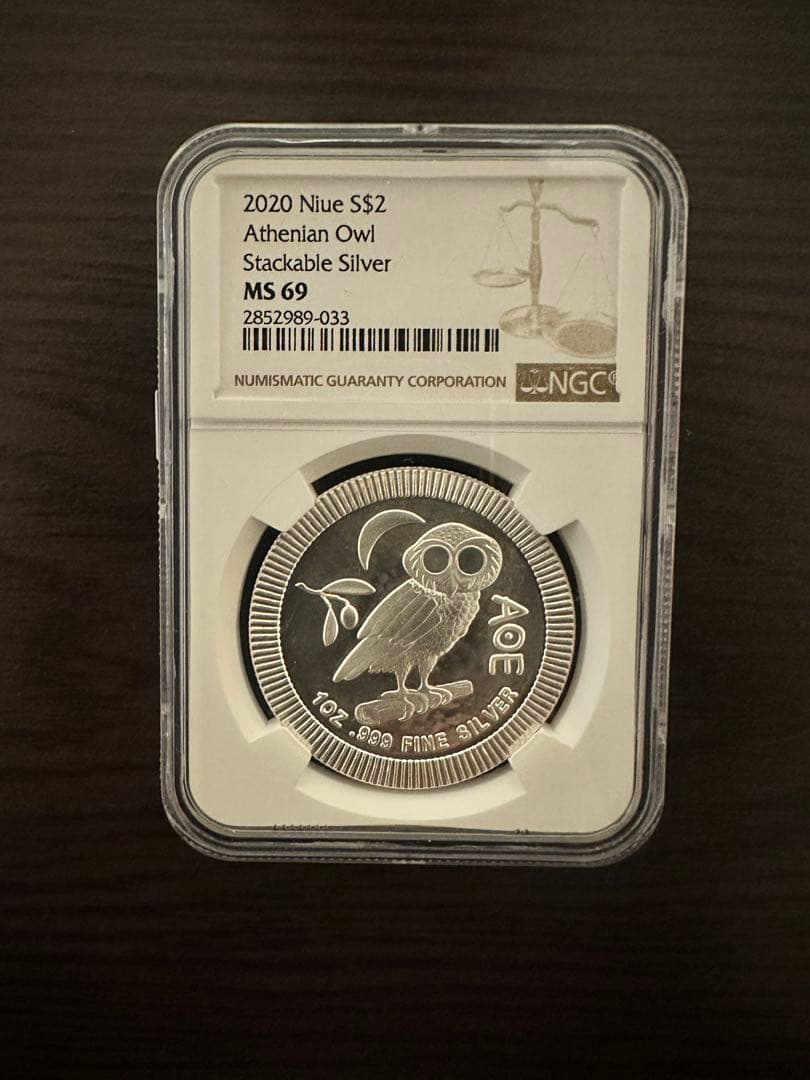 2020 Niue S$2
Athenian Owl
Stackable Silver
MS 69
2852989-033
NUMISMATIC GUARANTY CORPORATION
NGC®
ΑΘΕ
1OZ .999 FINE SILVER